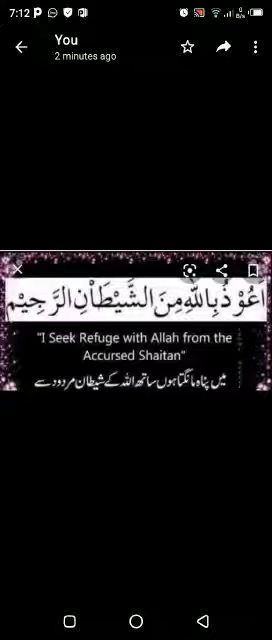 7:12
You
2 minutes ago
اَعُوْذُ بِاللّٰهِ مِنَ الشَّيْطٰانِ الرَّجِيْمِ
"I Seek Refuge with Allah from the
Accursed Shaitan"
میں پناہ مانگتا ہوں ساتھ اللہ کے شیطان مردود سے